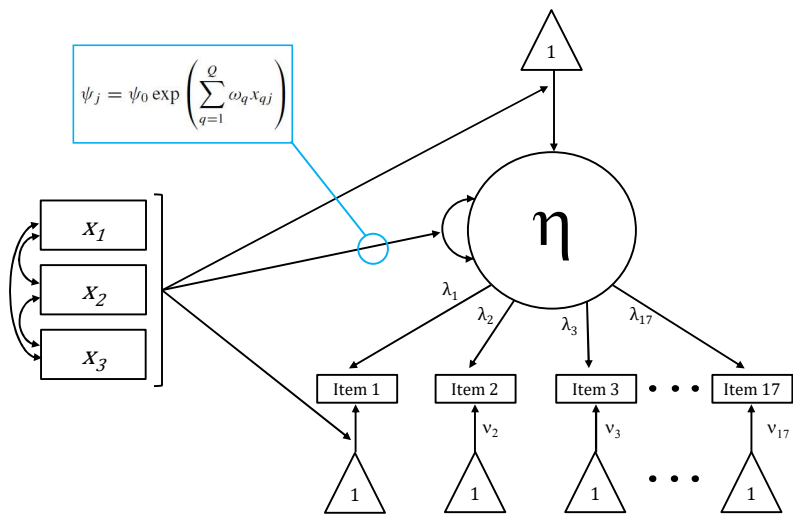 1
ψj = ψ0 exp ( Q ∑ q=1 ωq xqj )
η
x1
x2
x3
λ1
λ2
λ3
λ17
Item 1
Item 2
Item 3
• • •
Item 17
ν2
ν3
ν17
1
1
1
• • •
1